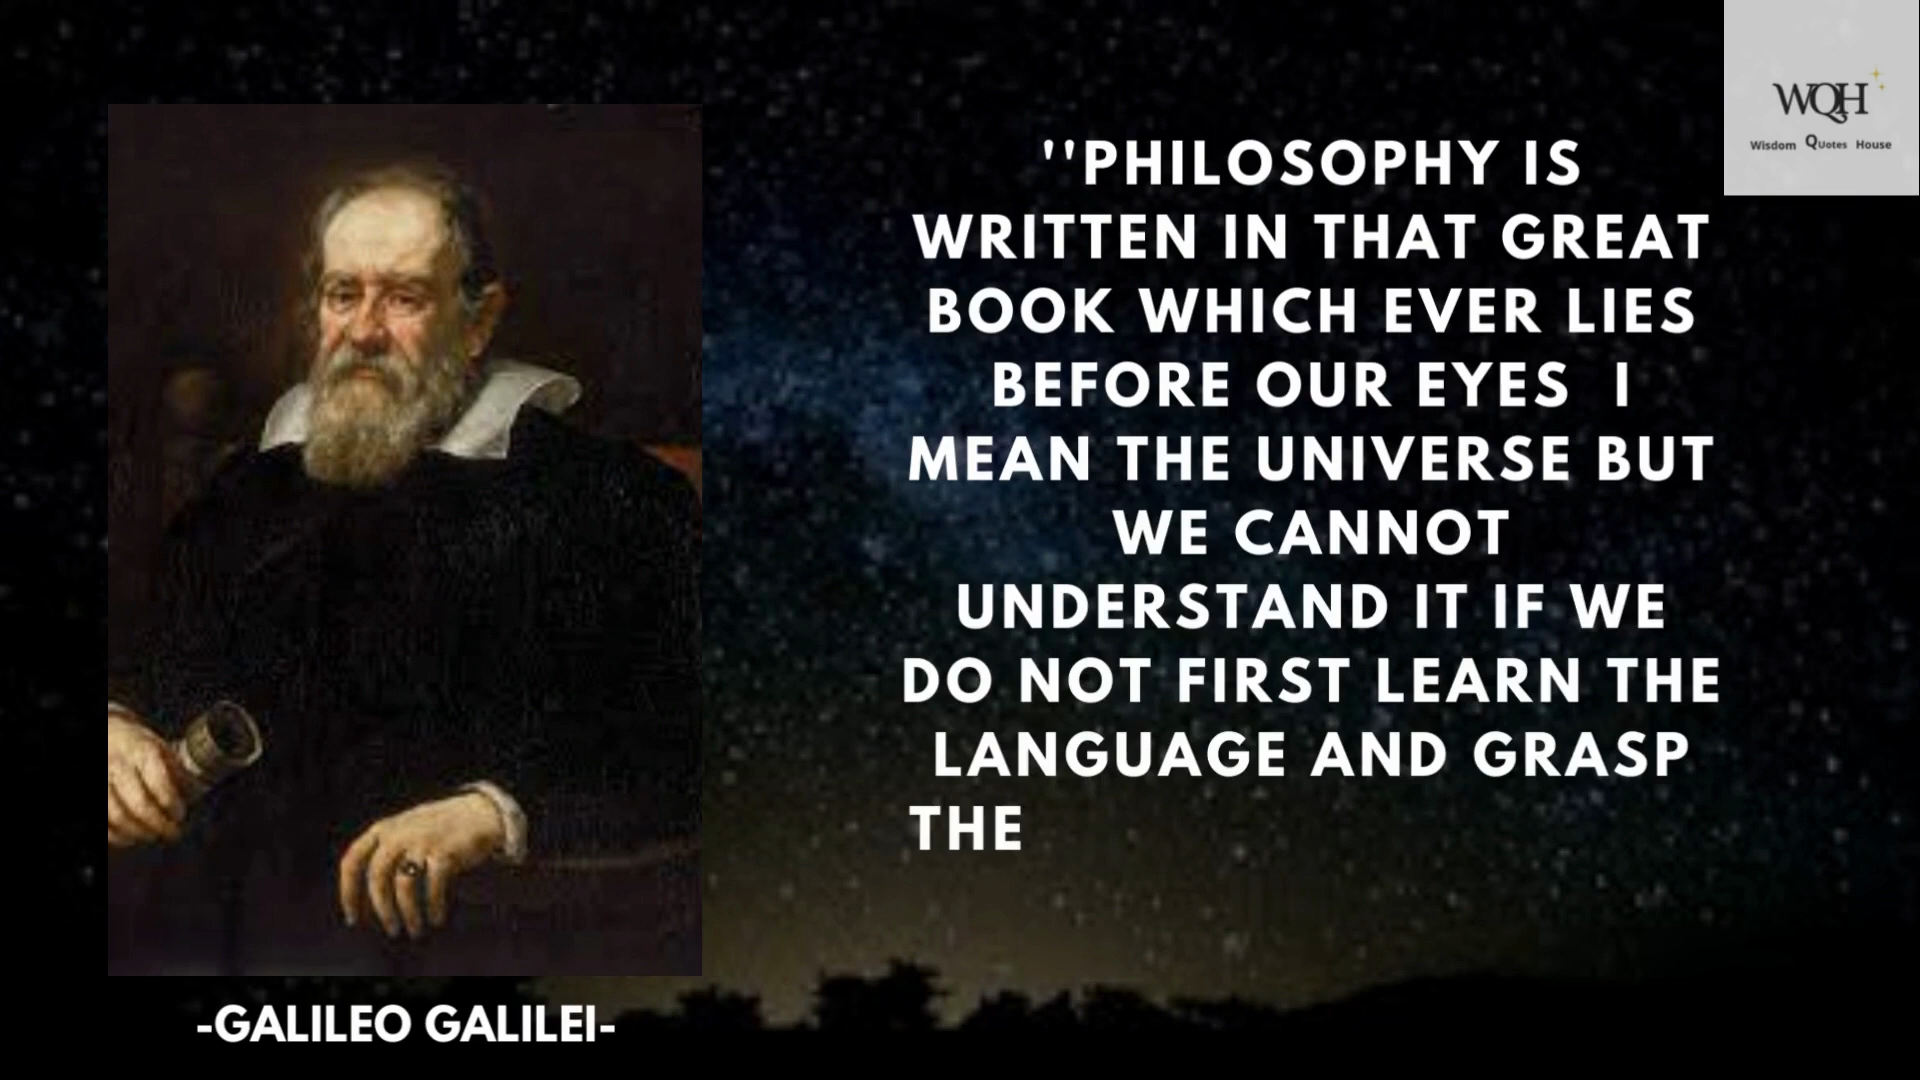 WQH
Wisdom Quotes House
''PHILOSOPHY IS
WRITTEN IN THAT GREAT
BOOK WHICH EVER LIES
BEFORE OUR EYES  I
MEAN THE UNIVERSE BUT
WE CANNOT
UNDERSTAND IT IF WE
DO NOT FIRST LEARN THE
LANGUAGE AND GRASP
THE
-GALILEO GALILEI-